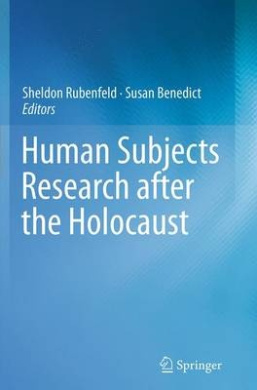 Sheldon Rubenfeld · Susan Benedict
Editors
Human Subjects
Research after
the Holocaust
Springer